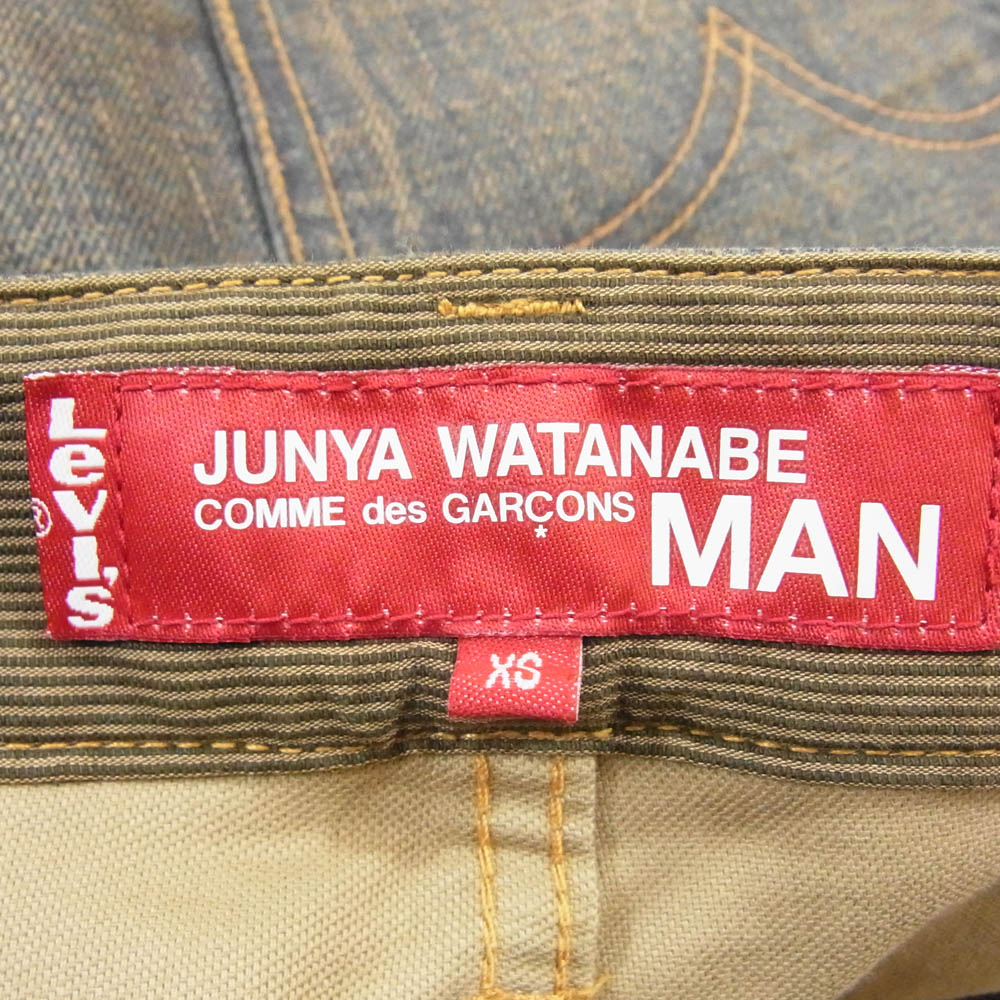 Levi's
®
JUNYA WATANABE
COMME des GARÇONS
MAN
XS